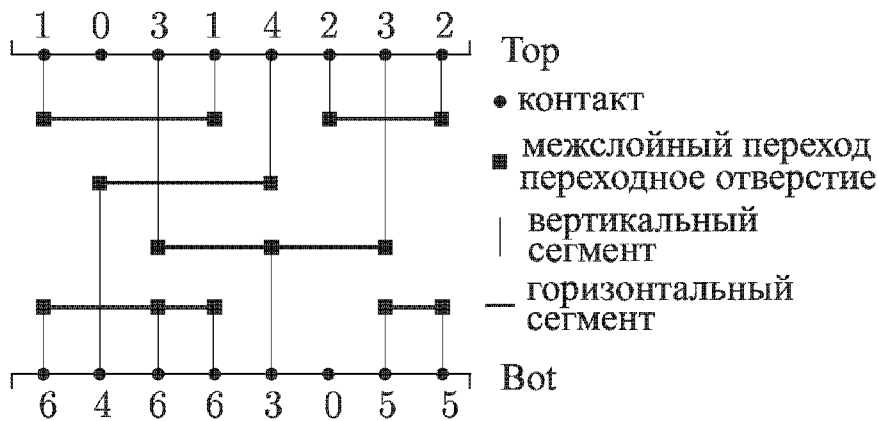 1 0 3 1 4 2 3 2
Top
контакт
межслойный переход
переходное отверстие
вертикальный
сегмент
горизонтальный
сегмент
Bot
6 4 6 6 3 0 5 5